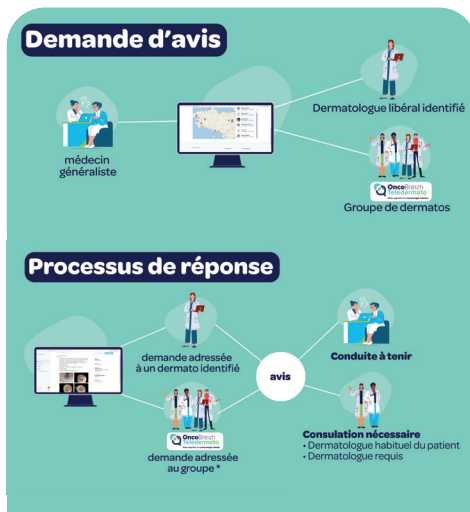 Demande d'avis
Dermatologue libéral identifié
médecin
généraliste
OncoBreizh
Télédermato
Groupe de dermatos
Processus de réponse
demande adressée
à un dermato identifié
avis
Conduite à tenir
OncoBreizh
Télédermato
demande adressée
au groupe *
Consulation nécessaire
• Dermatologue habituel du patient
• Dermatologue requis